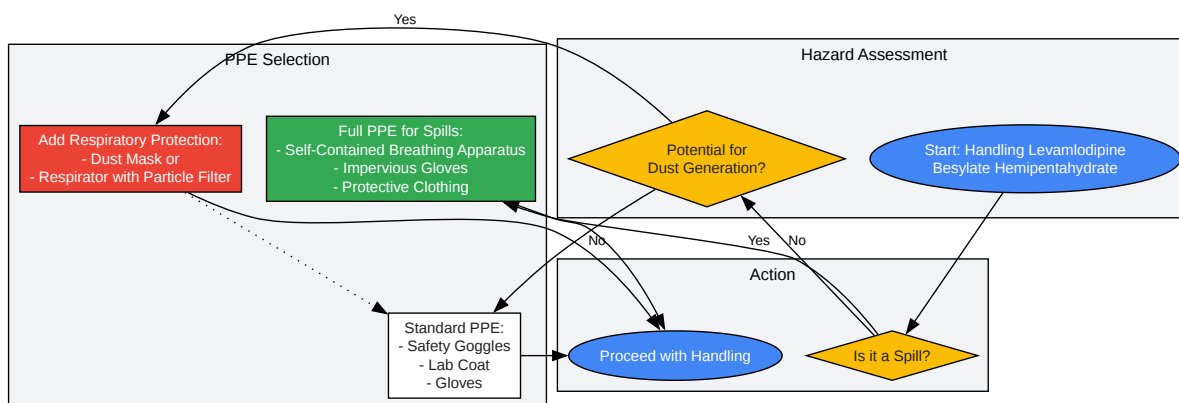 Yes
PPE Selection
Hazard Assessment
Add Respiratory Protection:
- Dust Mask or
- Respirator with Particle Filter
Full PPE for Spills:
- Self-Contained Breathing Apparatus
- Impervious Gloves
- Protective Clothing
Potential for
Dust Generation?
Start: Handling Levamlodipine
Besylate Hemipentahydrate
No
Yes
No
Action
Standard PPE:
- Safety Goggles
- Lab Coat
- Gloves
Proceed with Handling
Is it a Spill?